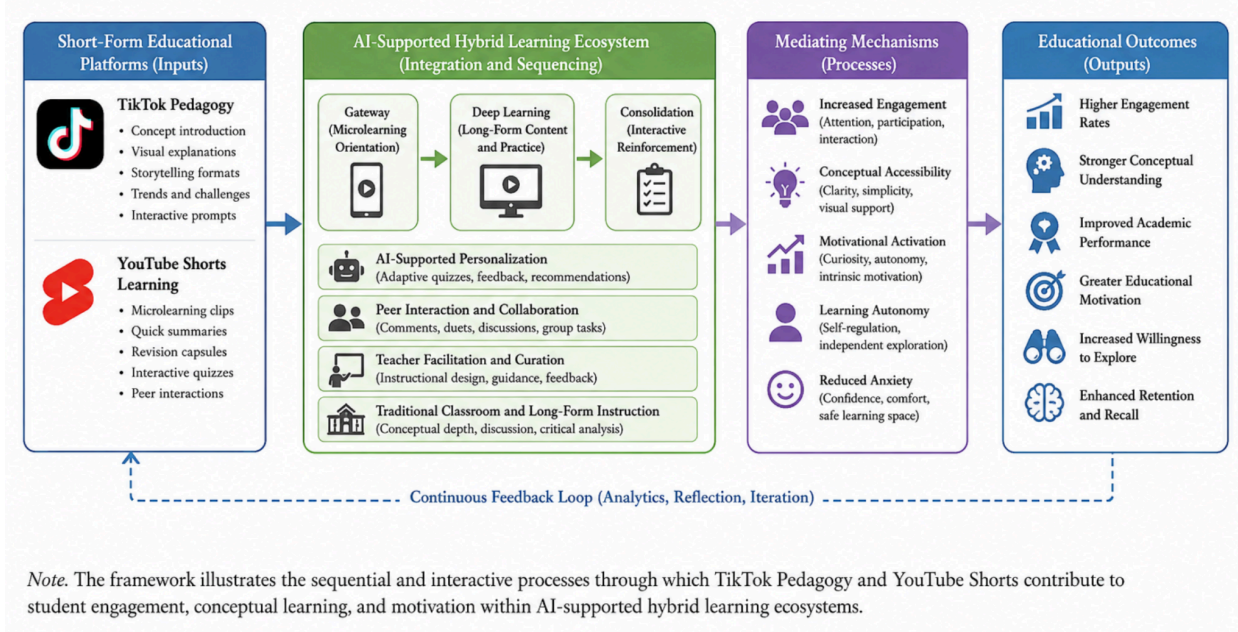 Short-Form Educational
Platforms (Inputs)
TikTok Pedagogy
• Concept introduction
• Visual explanations
• Storytelling formats
• Trends and challenges
• Interactive prompts
YouTube Shorts
Learning
• Microlearning clips
• Quick summaries
• Revision capsules
• Interactive quizzes
• Peer interactions
AI-Supported Hybrid Learning Ecosystem
(Integration and Sequencing)
Gateway
(Microlearning
Orientation)
Deep Learning
(Long-Form Content
and Practice)
Consolidation
(Interactive
Reinforcement)
AI-Supported Personalization
(Adaptive quizzes, feedback, recommendations)
Peer Interaction and Collaboration
(Comments, duets, discussions, group tasks)
Teacher Facilitation and Curation
(Instructional design, guidance, feedback)
Traditional Classroom and Long-Form Instruction
(Conceptual depth, discussion, critical analysis)
Mediating Mechanisms
(Processes)
Increased Engagement
(Attention, participation,
interaction)
Conceptual Accessibility
(Clarity, simplicity,
visual support)
Motivational Activation
(Curiosity, autonomy,
intrinsic motivation)
Learning Autonomy
(Self-regulation,
independent exploration)
Reduced Anxiety
(Confidence, comfort,
safe learning space)
Educational Outcomes
(Outputs)
Higher Engagement
Rates
Stronger Conceptual
Understanding
Improved Academic
Performance
Greater Educational
Motivation
Increased Willingness
to Explore
Enhanced Retention
and Recall
Continuous Feedback Loop (Analytics, Reflection, Iteration)
Note. The framework illustrates the sequential and interactive processes through which TikTok Pedagogy and YouTube Shorts contribute to
student engagement, conceptual learning, and motivation within AI-supported hybrid learning ecosystems.